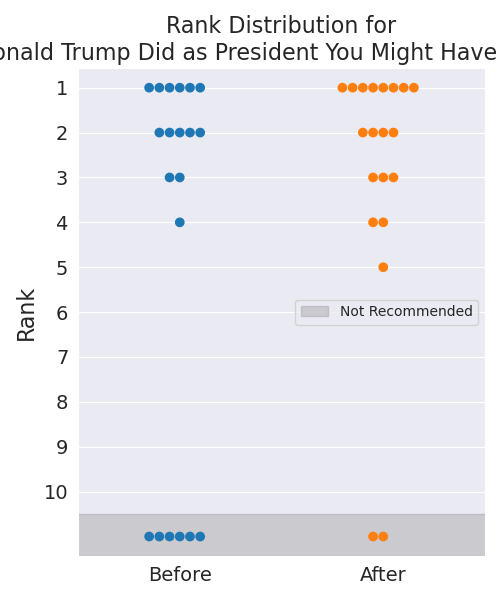 Rank Distribution for
onald Trump Did as President You Might Have
1
2
3
4
5
6
7
8
9
10
Rank
Not Recommended
Before
After